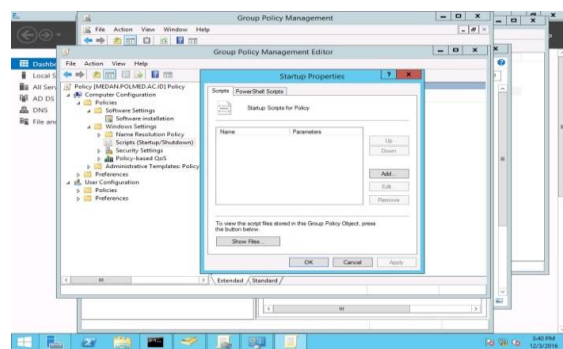 Group Policy Management
File Action View Window Help
Group Policy Management Editor
File Action View Help
Policy [MEDAN.POLMED.AC.ID] Policy
Computer Configuration
Policies
Software Settings
Software installation
Windows Settings
Name Resolution Policy
Scripts (Startup/Shutdown)
Security Settings
Policy-based QoS
Administrative Templates: Policy
Preferences
User Configuration
Policies
Preferences
Dashbo
Local S
All Serv
AD DS
DNS
File and
Startup Properties
Scripts PowerShell Scripts
Startup Scripts for Policy
Name Parameters
Up
Down
Add...
Edit...
Remove
To view the script files stored in this Group Policy Object, press
the button below.
Show Files...
OK Cancel Apply
Extended Standard
3:40 PM
12/3/2016